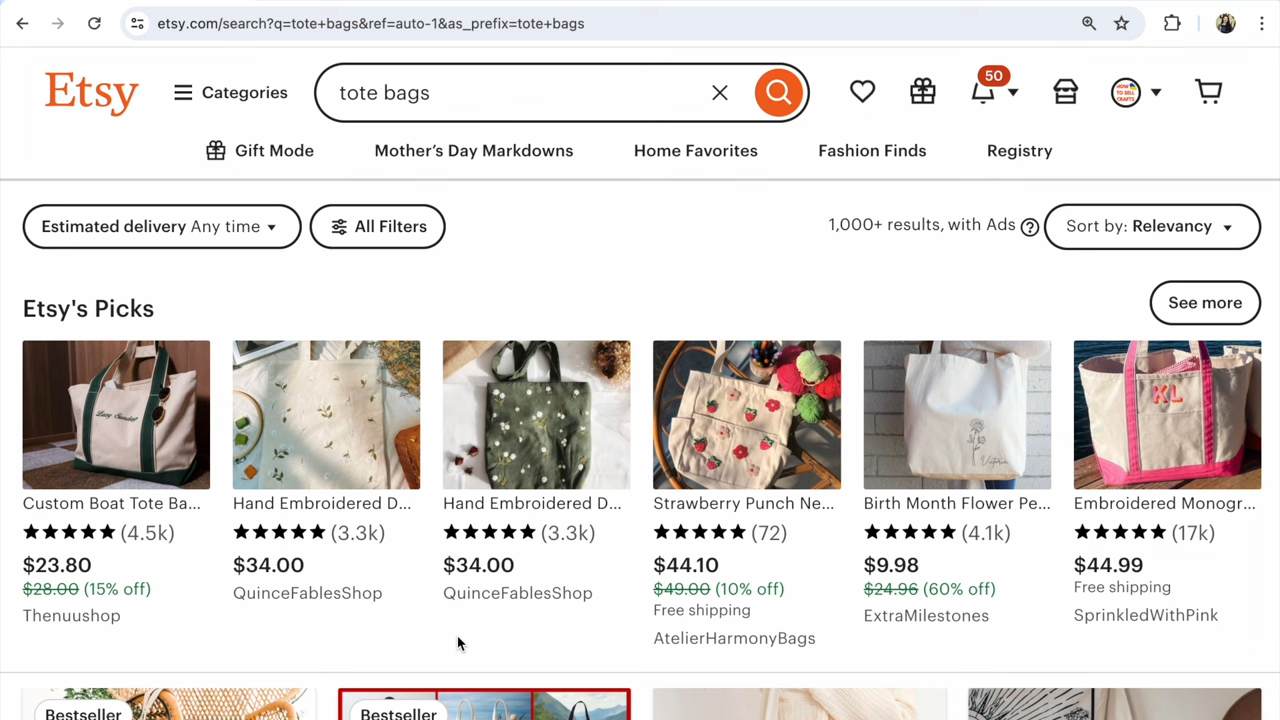 etsy.com/search?q=tote+bags&ref=auto-1&as_prefix=tote+bags
Etsy
Categories
tote bags
50
HOW TO SELL CRAFTS
Gift Mode
Mother's Day Markdowns
Home Favorites
Fashion Finds
Registry
Estimated delivery Any time
All Filters
1,000+ results, with Ads ?
Sort by: Relevancy
Etsy's Picks
See more
KL
Victoria
Custom Boat Tote Ba...
(4.5k)
$23.80
$28.00 (15% off)
Thenuushop
Hand Embroidered D...
(3.3k)
$34.00
QuinceFablesShop
Hand Embroidered D...
(3.3k)
$34.00
QuinceFablesShop
Strawberry Punch Ne...
(72)
$44.10
$49.00 (10% off)
Free shipping
AtelierHarmonyBags
Birth Month Flower Pe...
(4.1k)
$9.98
$24.96 (60% off)
ExtraMilestones
Embroidered Monogr...
(17k)
$44.99
Free shipping
SprinkledWithPink
Bestseller
Bestseller